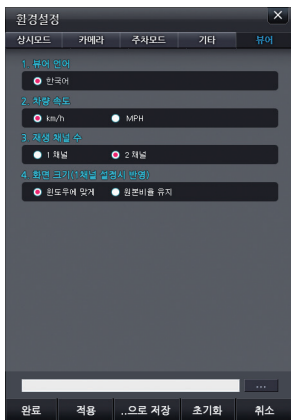 환경설정
상시모드 카메라 주차모드 기타 뷰어
1. 뷰어 언어
한국어
2. 차량 속도
km/h MPH
3. 재생 채널 수
1 채널 2 채널
4. 화면 크기(1채널 설정시 반영)
윈도우에 맞게 원본비율 유지
...
완료 적용 ..으로 저장 초기화 취소